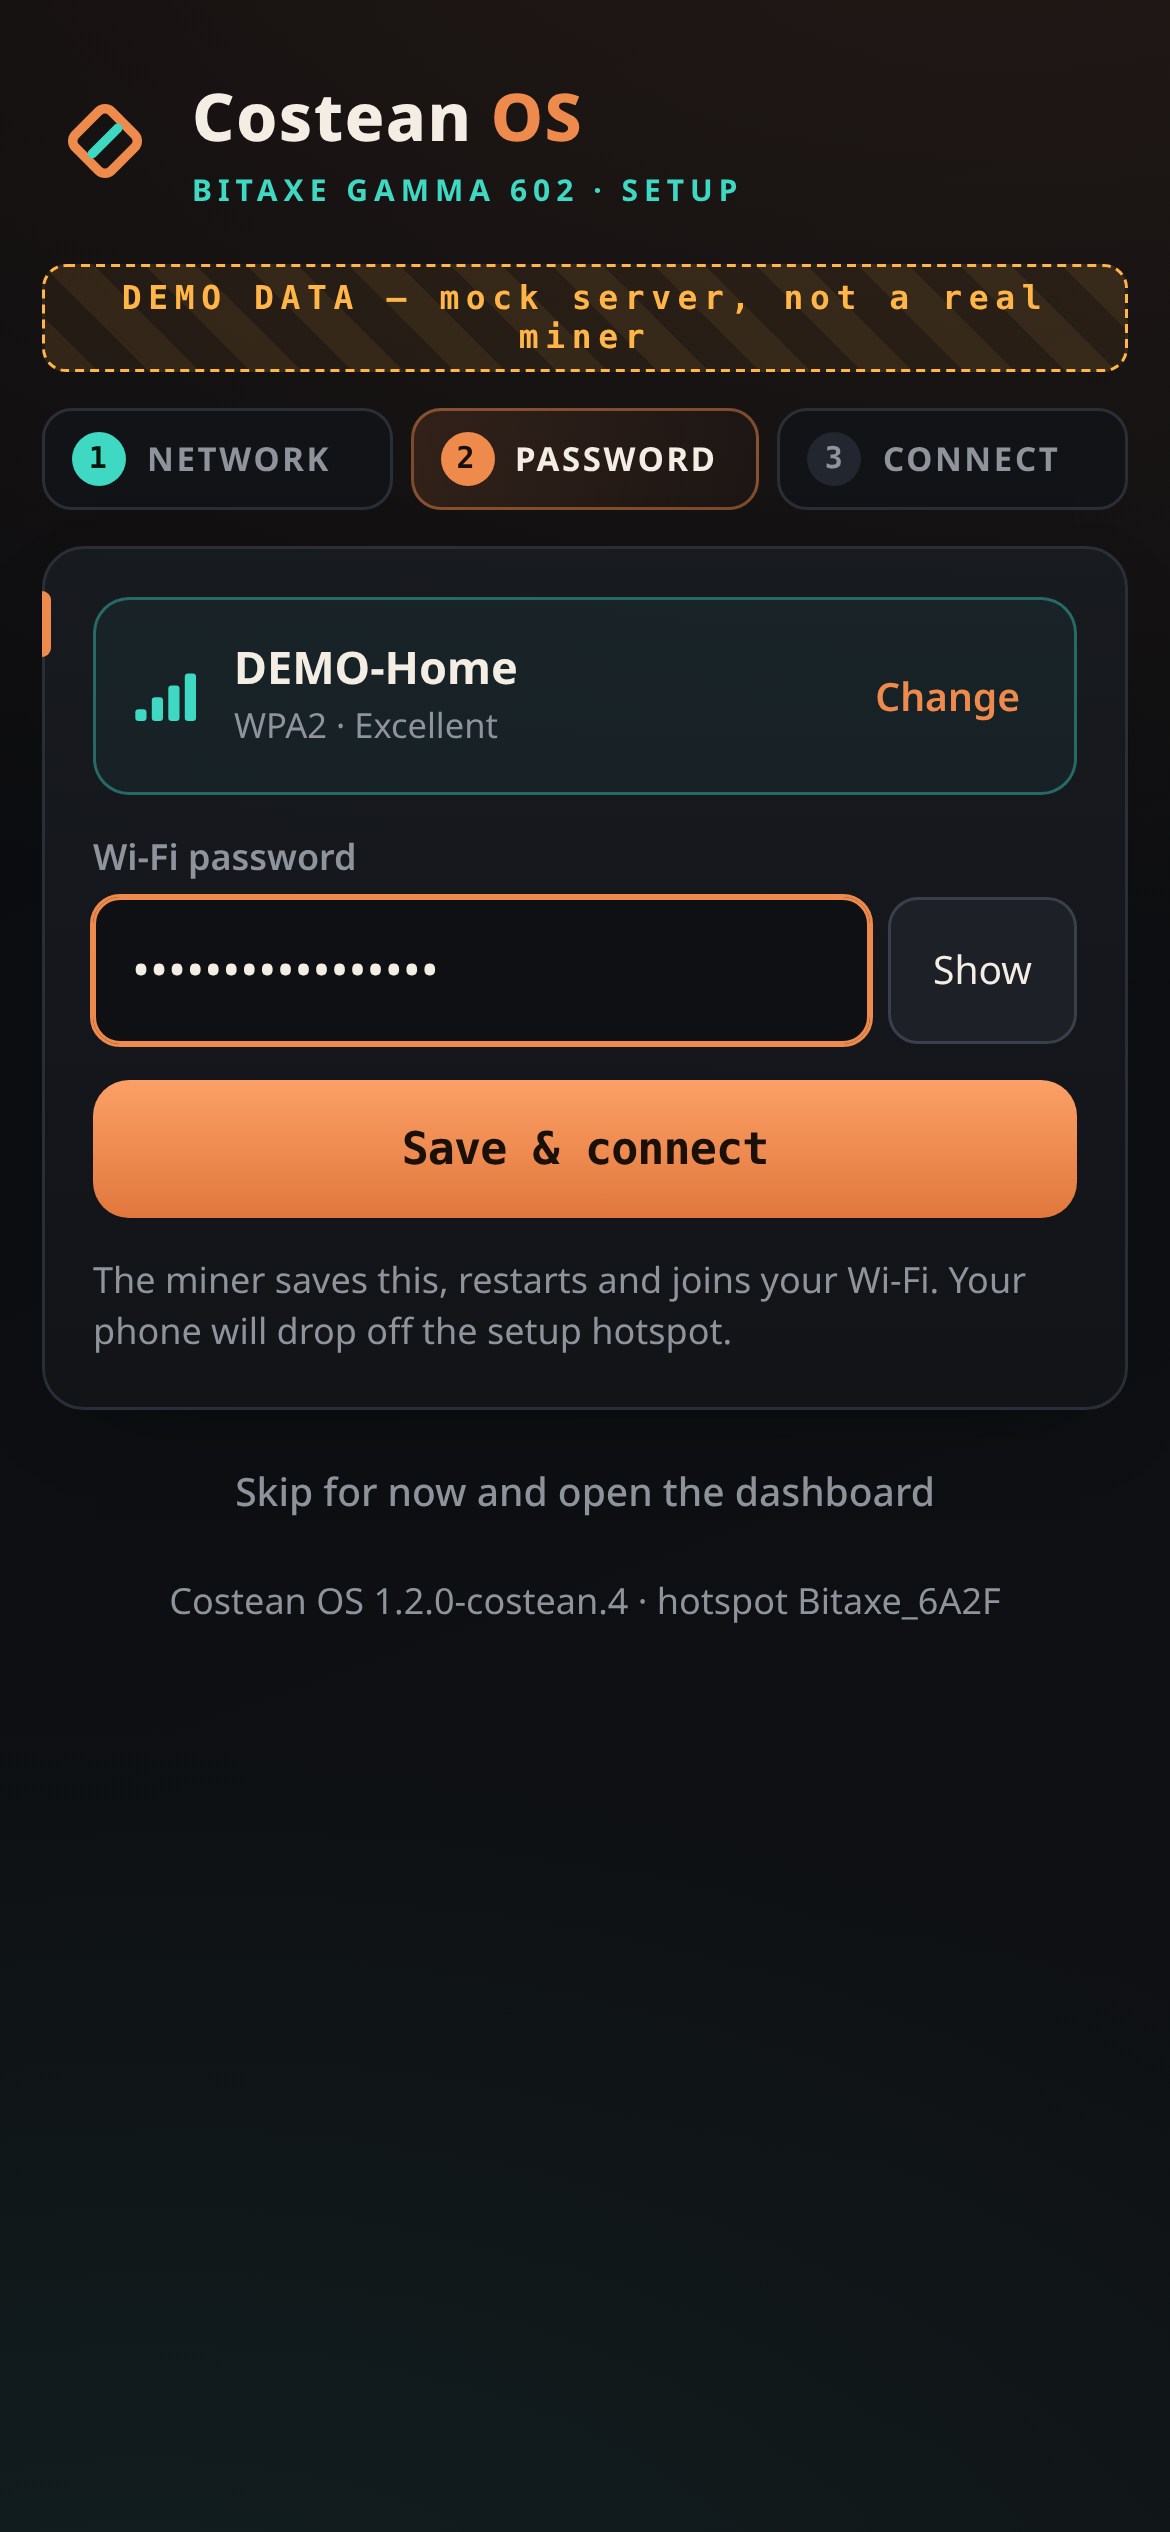 Costean OS
BITAXE GAMMA 602 · SETUP
DEMO DATA — mock server, not a real
miner
1 NETWORK
2 PASSWORD
3 CONNECT
DEMO-Home
WPA2 · Excellent
Change
Wi-Fi password
•••••••••••••••••
Show
Save & connect
The miner saves this, restarts and joins your Wi-Fi. Your
phone will drop off the setup hotspot.
Skip for now and open the dashboard
Costean OS 1.2.0-costean.4 · hotspot Bitaxe_6A2F